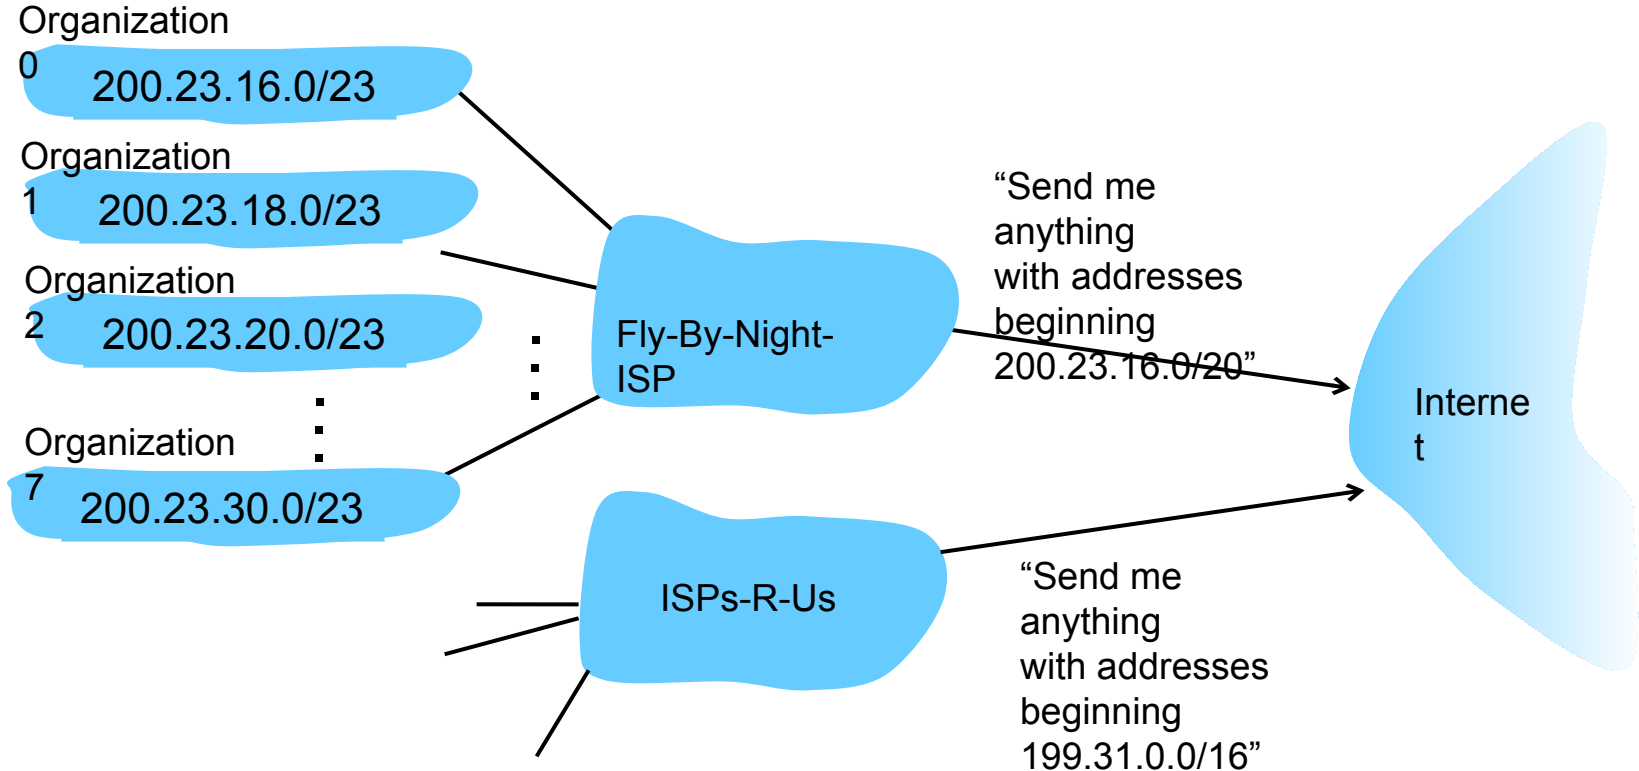 Organization
0
200.23.16.0/23
Organization
1
200.23.18.0/23
Organization
2
200.23.20.0/23
Organization
7
200.23.30.0/23
Fly-By-Night-
ISP
“Send me
anything
with addresses
beginning
200.23.16.0/20”
Interne
t
ISPs-R-Us
“Send me
anything
with addresses
beginning
199.31.0.0/16”